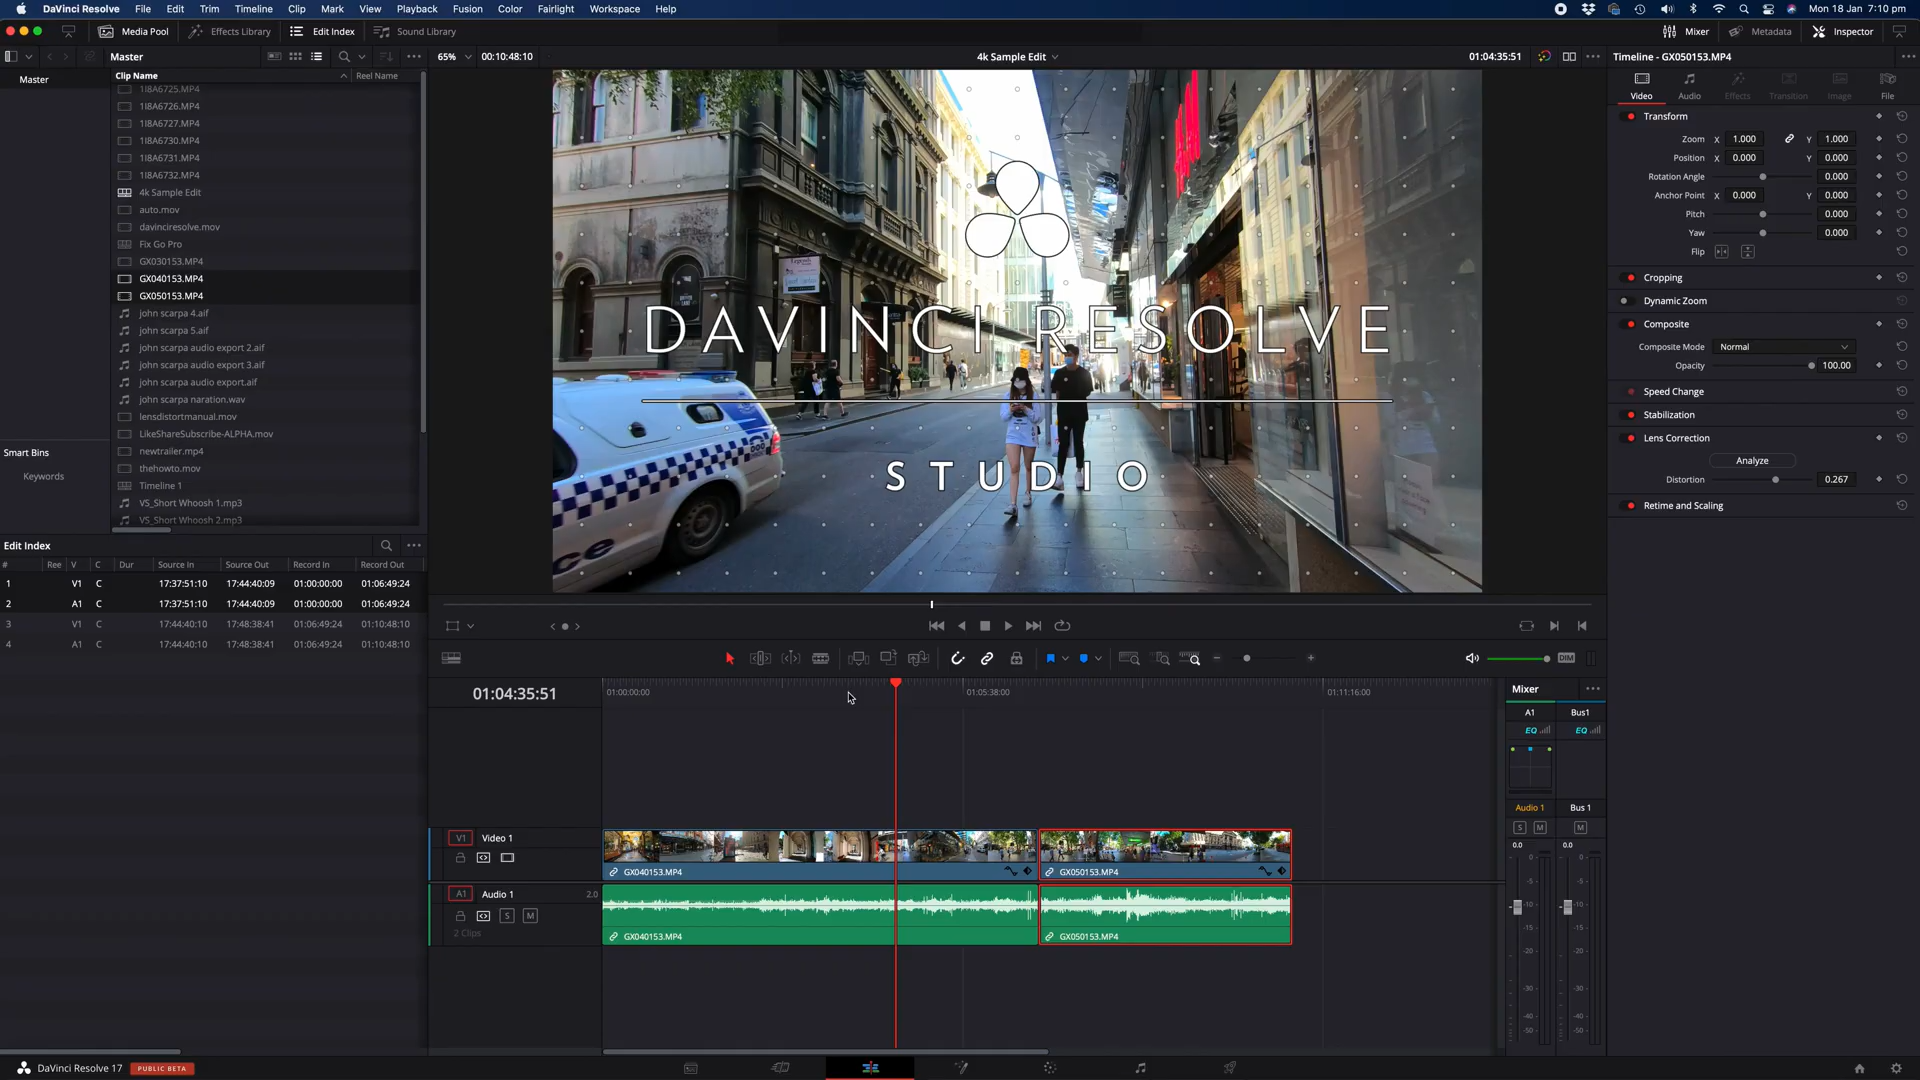 DaVinci Resolve File Edit Trim Timeline Clip Mark View Playback Fusion Color Fairlight Workspace Help Mon 18 Jan 7:10 pm
Media Pool Effects Library Edit Index Sound Library Mixer Metadata Inspector
Master 65% 00:10:48:10 4k Sample Edit 01:04:35:51 Timeline - GX050153.MP4
Master Clip Name Reel Name
1I8A6725.MP4
1I8A6726.MP4
1I8A6727.MP4
1I8A6730.MP4
1I8A6731.MP4
1I8A6732.MP4
4k Sample Edit
auto.mov
davinciresolve.mov
Fix Go Pro
GX030153.MP4
GX040153.MP4
GX050153.MP4
john scarpa 4.aif
john scarpa 5.aif
john scarpa audio export 2.aif
john scarpa audio export 3.aif
john scarpa audio export.aif
john scarpa naration.wav
lensdistortmanual.mov
LikeShareSubscribe-ALPHA.mov
newtrailer.mp4
thehowto.mov
Timeline 1
VS_Short Whoosh 1.mp3
VS_Short Whoosh 2.mp3
Smart Bins
Keywords
DAVINCI RESOLVE
STUDIO
Video Audio Effects Transition Image File
Transform
Zoom X 1.000 Y 1.000
Position X 0.000 Y 0.000
Rotation Angle 0.000
Anchor Point X 0.000 Y 0.000
Pitch 0.000
Yaw 0.000
Flip
Cropping
Dynamic Zoom
Composite
Composite Mode Normal
Opacity 100.00
Speed Change
Stabilization
Lens Correction
Analyze
Distortion 0.267
Retime and Scaling
Edit Index
# Ree V C Dur Source In Source Out Record In Record Out
1 V1 C 17:37:51:10 17:44:40:09 01:00:00:00 01:06:49:24
2 A1 C 17:37:51:10 17:44:40:09 01:00:00:00 01:06:49:24
3 V1 C 17:44:40:10 17:48:38:41 01:06:49:24 01:10:48:10
4 A1 C 17:44:40:10 17:48:38:41 01:06:49:24 01:10:48:10
DIM
01:04:35:51 01:00:00:00 01:05:38:00 01:11:16:00
V1 Video 1
GX040153.MP4 GX050153.MP4
A1 Audio 1 2.0
S M
2 Clips
GX040153.MP4 GX050153.MP4
Mixer
A1 Bus1
EQ EQ
Audio 1 Bus 1
S M M
0.0 0.0
0 0
-5 -5
-10 -10
-15 -15
-20 -20
-30 -30
-40 -40
-50 -50
DaVinci Resolve 17 PUBLIC BETA